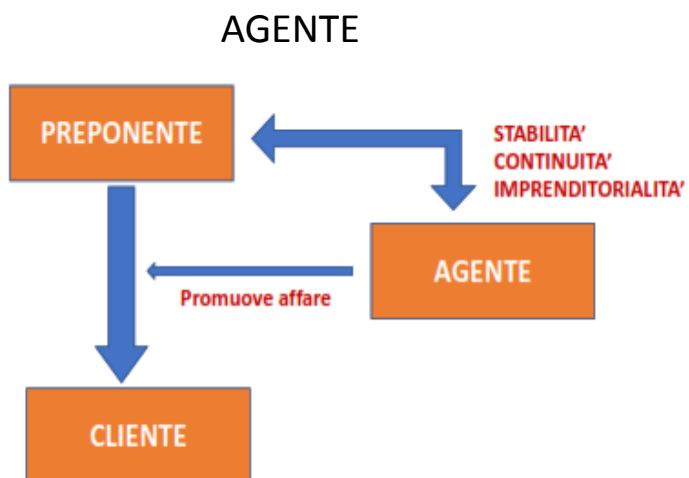 AGENTE
PREPONENTE
STABILITA’
CONTINUITA’
IMPRENDITORIALITA’
AGENTE
Promuove affare
CLIENTE